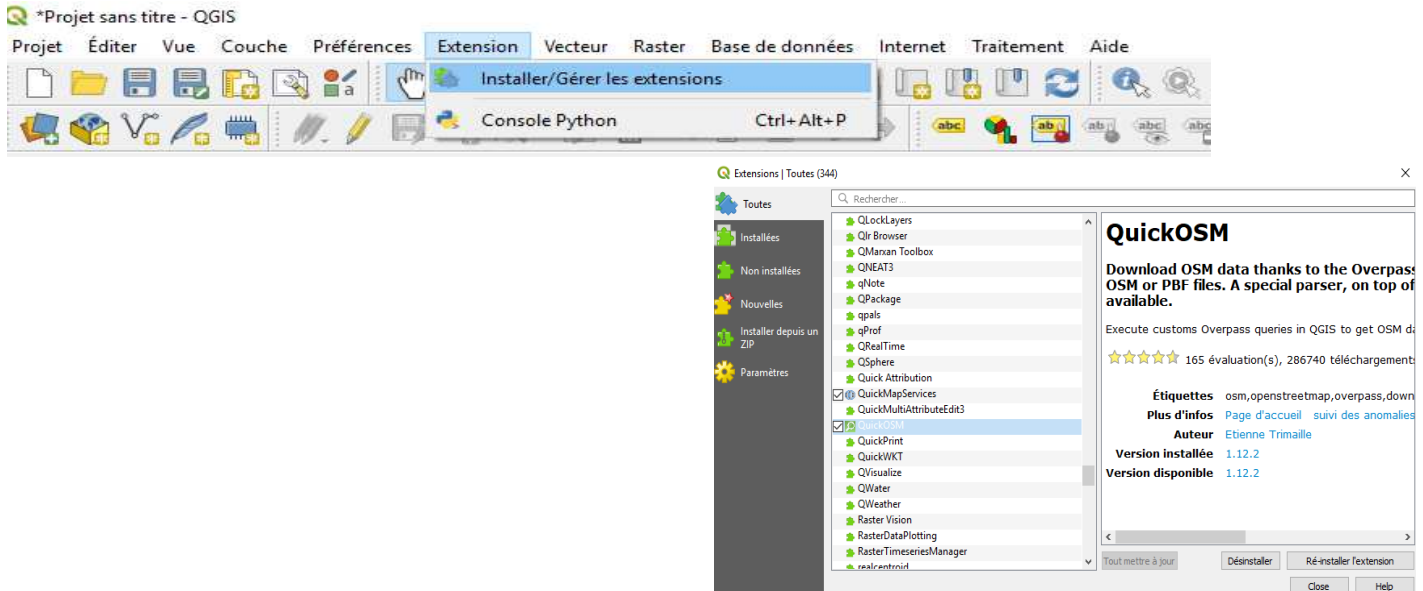 *Projet sans titre - QGIS
Projet Éditer Vue Couche Préférences Extension Vecteur Raster Base de données Internet Traitement Aide
Installer/Gérer les extensions
Console Python Ctrl+Alt+P
abc ab ab abc abc
a
Extensions | Toutes (344)
Rechercher...
Toutes
Installées
Non installées
Nouvelles
Installer depuis un
ZIP
Paramètres
QLockLayers
Qlr Browser
QMarxan Toolbox
QNEAT3
qNote
QPackage
qpals
qProf
QRealTime
QSphere
Quick Attribution
QuickMapServices
QuickMultiAttributeEdit3
QuickOSM
QuickPrint
QuickWKT
QVisualize
QWater
QWeather
Raster Vision
RasterDataPlotting
RasterTimeseriesManager
realcentroid
QuickOSM
Download OSM data thanks to the Overpass
OSM or PBF files. A special parser, on top of
available.
Execute customs Overpass queries in QGIS to get OSM da
165 évaluation(s), 286740 téléchargements
Étiquettes osm,openstreetmap,overpass,down
Plus d'infos Page d'accueil suivi des anomalies
Auteur Etienne Trimaille
Version installée 1.12.2
Version disponible 1.12.2
Tout mettre à jour Désinstaller Ré-installer l'extension
Close Help